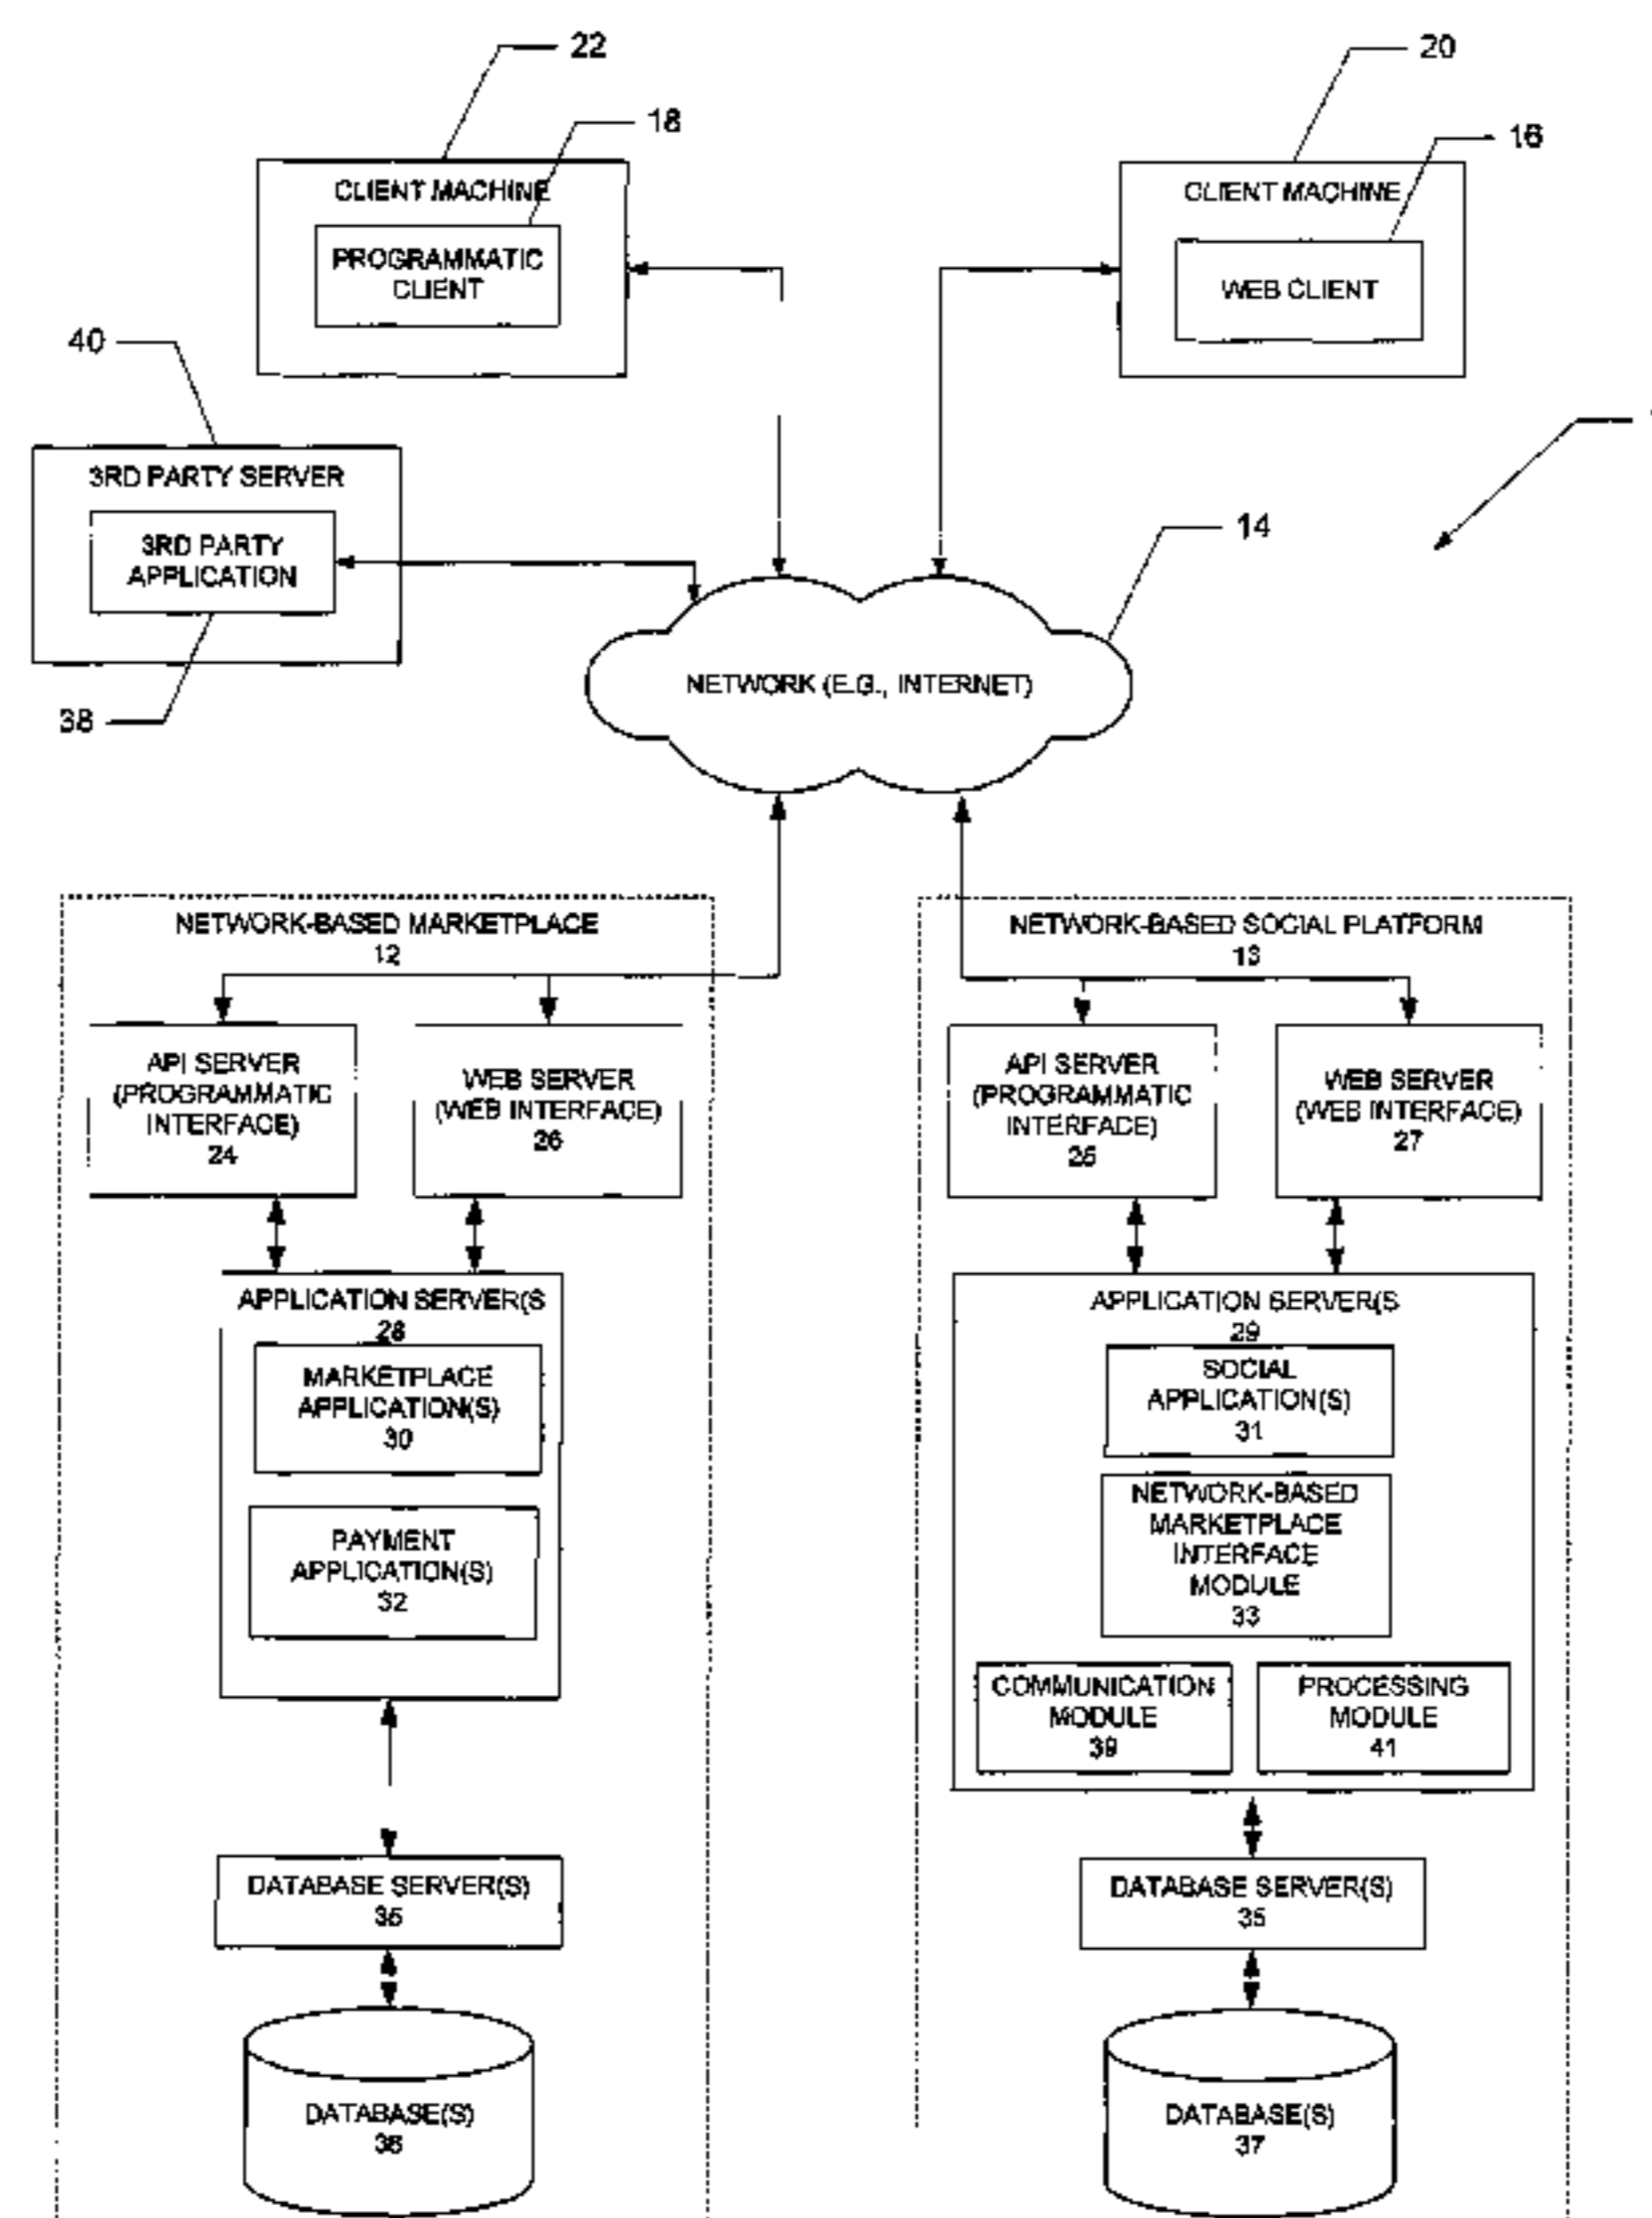 22
20
18
16
CLIENT MACHINE
CLIENT MACHINE
PROGRAMMATIC
CLIENT
WEB CLIENT
40
3RD PARTY SERVER
3RD PARTY
APPLICATION
14
NETWORK (E.G., INTERNET)
38
NETWORK-BASED MARKETPLACE
12
NETWORK-BASED SOCIAL PLATFORM
13
API SERVER
(PROGRAMMATIC
INTERFACE)
24
WEB SERVER
(WEB INTERFACE)
26
API SERVER
(PROGRAMMATIC
INTERFACE)
25
WEB SERVER
(WEB INTERFACE)
27
APPLICATION SERVER(S
28
MARKETPLACE
APPLICATION(S)
30
PAYMENT
APPLICATION(S)
32
APPLICATION SERVER(S
29
SOCIAL
APPLICATION(S)
31
NETWORK-BASED
MARKETPLACE
INTERFACE
MODULE
33
COMMUNICATION
MODULE
39
PROCESSING
MODULE
41
DATABASE SERVER(S)
35
DATABASE SERVER(S)
35
DATABASE(S)
36
DATABASE(S)
37